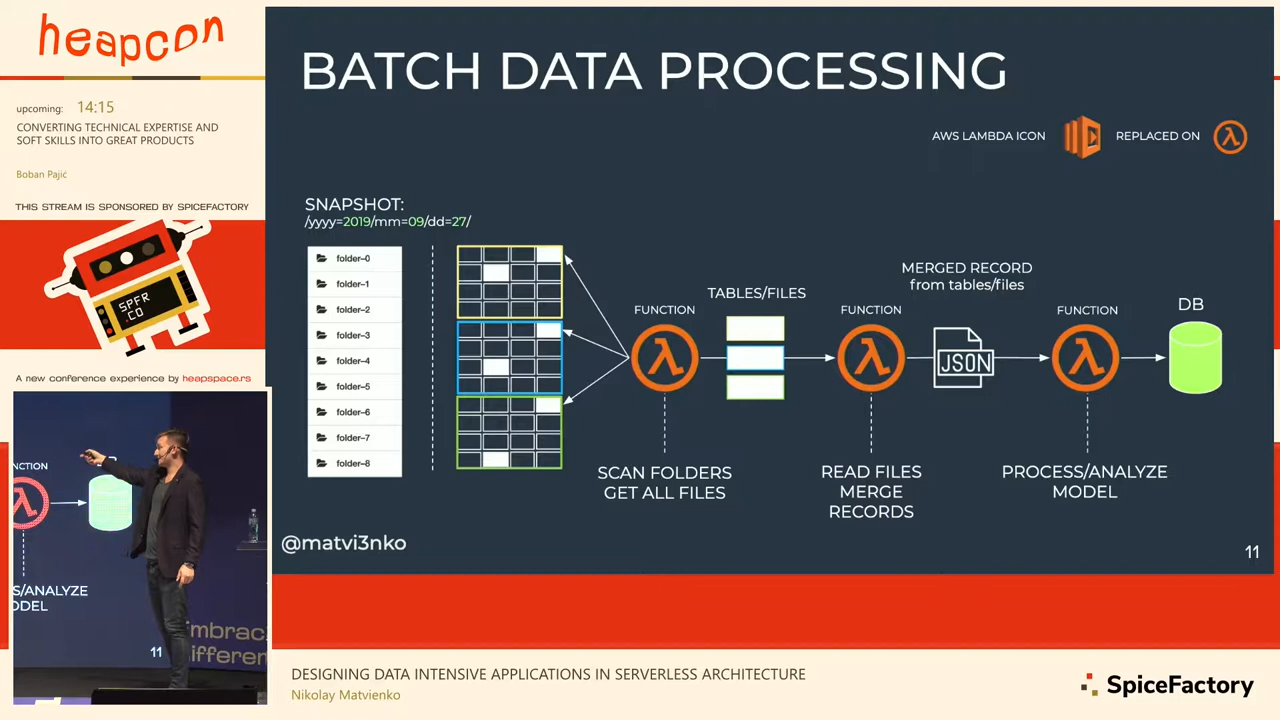 heapcon
upcoming: 14:15
CONVERTING TECHNICAL EXPERTISE AND
SOFT SKILLS INTO GREAT PRODUCTS
Boban Pajić
THIS STREAM IS SPONSORED BY SPICEFACTORY
SPFR
.CO
A new conference experience by heapspace.rs
BATCH DATA PROCESSING
AWS LAMBDA ICON
REPLACED ON
SNAPSHOT:
/yyyy=2019/mm=09/dd=27/
folder-0
folder-1
folder-2
folder-3
folder-4
folder-5
folder-6
folder-7
folder-8
FUNCTION
TABLES/FILES
FUNCTION
MERGED RECORD
from tables/files
JSON
FUNCTION
DB
SCAN FOLDERS
GET ALL FILES
READ FILES
MERGE
RECORDS
PROCESS/ANALYZE
MODEL
@matvi3nko
11
NCTION
S/ANALYZE
ODEL
11
mbrac
ifferen
DESIGNING DATA INTENSIVE APPLICATIONS IN SERVERLESS ARCHITECTURE
Nikolay Matvienko
SpiceFactory